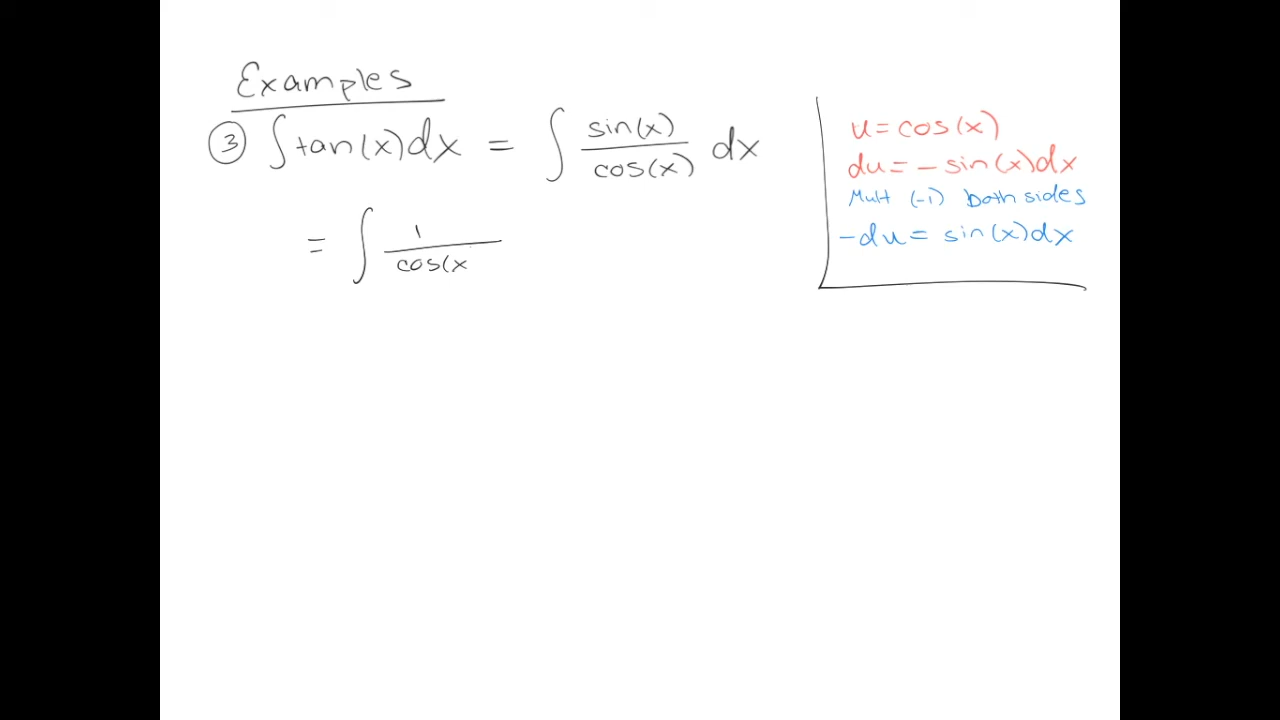 Examples
③ ∫tan(x)dx = ∫ sin(x)/cos(x) dx
= ∫ 1/cos(x
u = cos(x)
du = - sin(x)dx
Mult (-1) both sides
-du = sin(x)dx